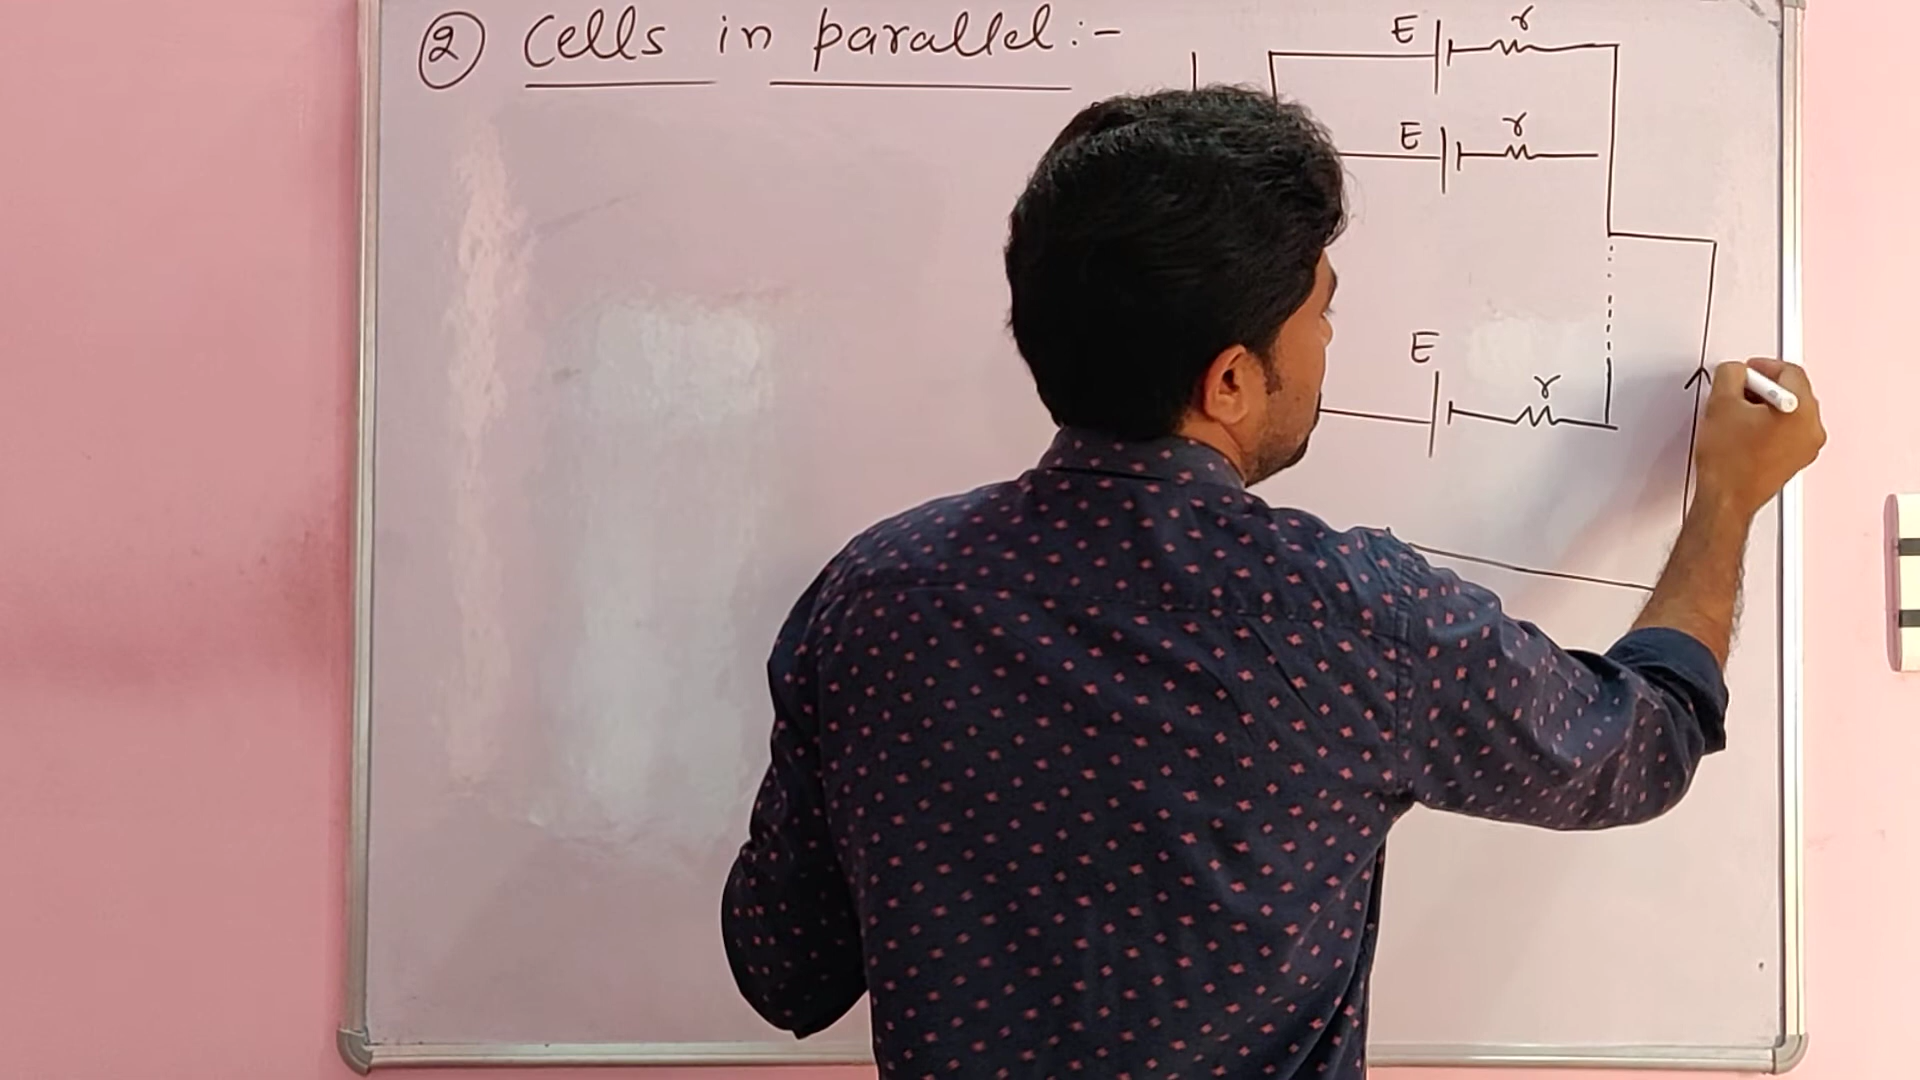 ② Cells in parallel :-
E r
E r
E
r